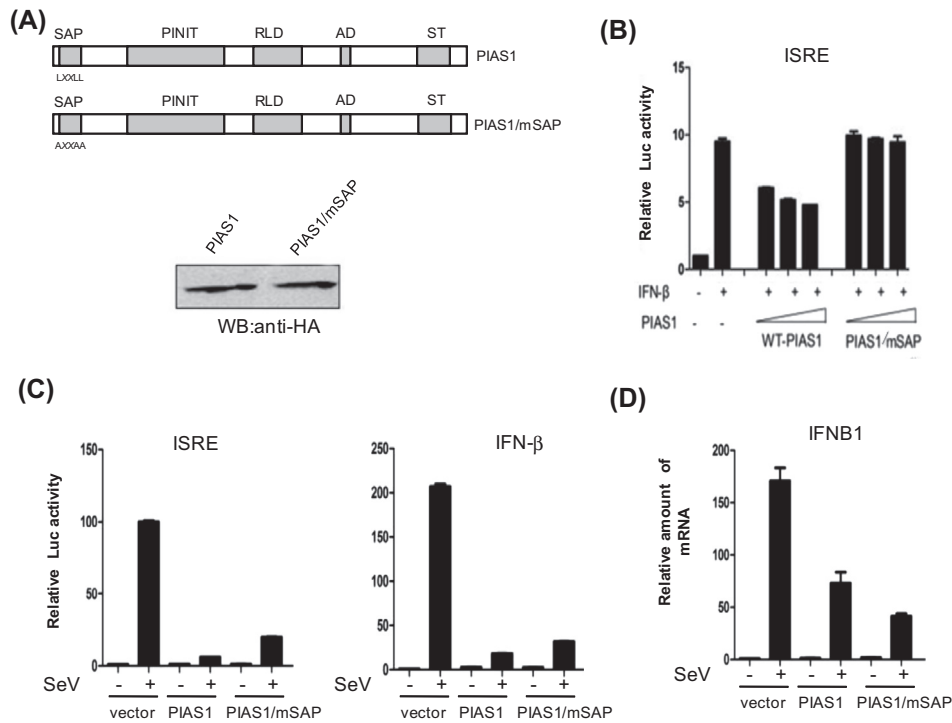 (A)
SAP PINIT RLD AD ST
PIAS1
LXXLL
SAP PINIT RLD AD ST
PIAS1/mSAP
AXXAA
PIAS1 PIAS1/mSAP
WB:anti-HA
(B)
ISRE
Relative Luc activity
15
10
5
0
IFN-β - + + + + + + +
PIAS1 - -
WT-PIAS1 PIAS1/mSAP
(C)
ISRE
Relative Luc activity
150
100
50
0
SeV - + - + - +
vector PIAS1 PIAS1/mSAP
IFN-β
250
200
150
100
50
0
- + - + - +
vector PIAS1 PIAS1/mSAP
(D)
IFNB1
Relative amount of
mRNA
200
150
100
50
0
SeV - + - + - +
vector PIAS1 PIAS1/mSAP